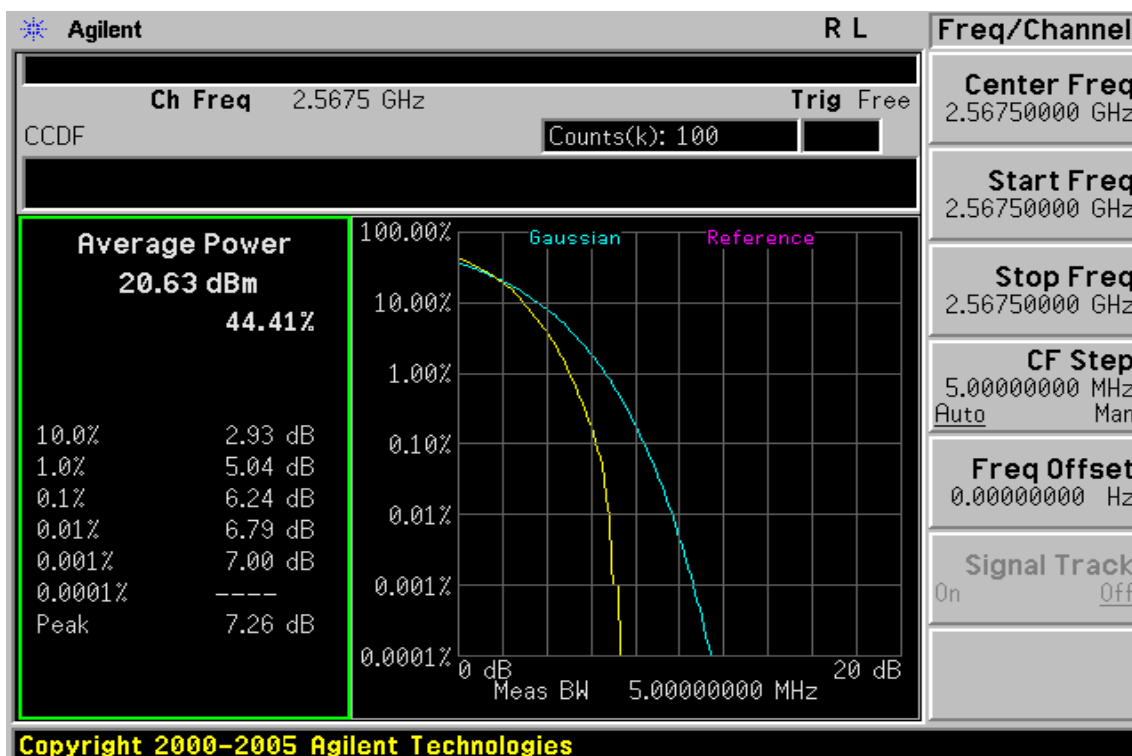 Agilent R L
Ch Freq 2.5675 GHz Trig Free
CCDF Counts(k): 100
Average Power
20.63 dBm
44.41%
10.0% 2.93 dB
1.0% 5.04 dB
0.1% 6.24 dB
0.01% 6.79 dB
0.001% 7.00 dB
0.0001% ----
Peak 7.26 dB
Gaussian Reference
100.00%
10.00%
1.00%
0.10%
0.01%
0.001%
0.0001%
0 dB 20 dB
Meas BW 5.00000000 MHz
Freq/Channel
Center Freq
2.56750000 GHz
Start Freq
2.56750000 GHz
Stop Freq
2.56750000 GHz
CF Step
5.00000000 MHz
Auto Man
Freq Offset
0.00000000 Hz
Signal Track
On Off
Copyright 2000-2005 Agilent Technologies